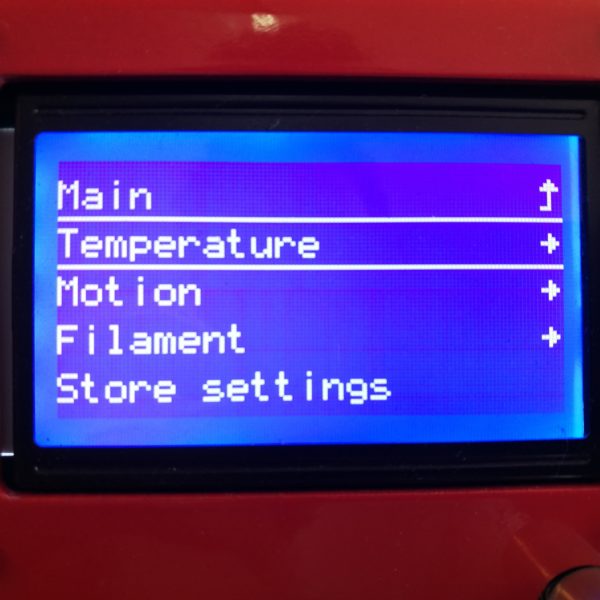 Main
Temperature
Motion
Filament
Store settings